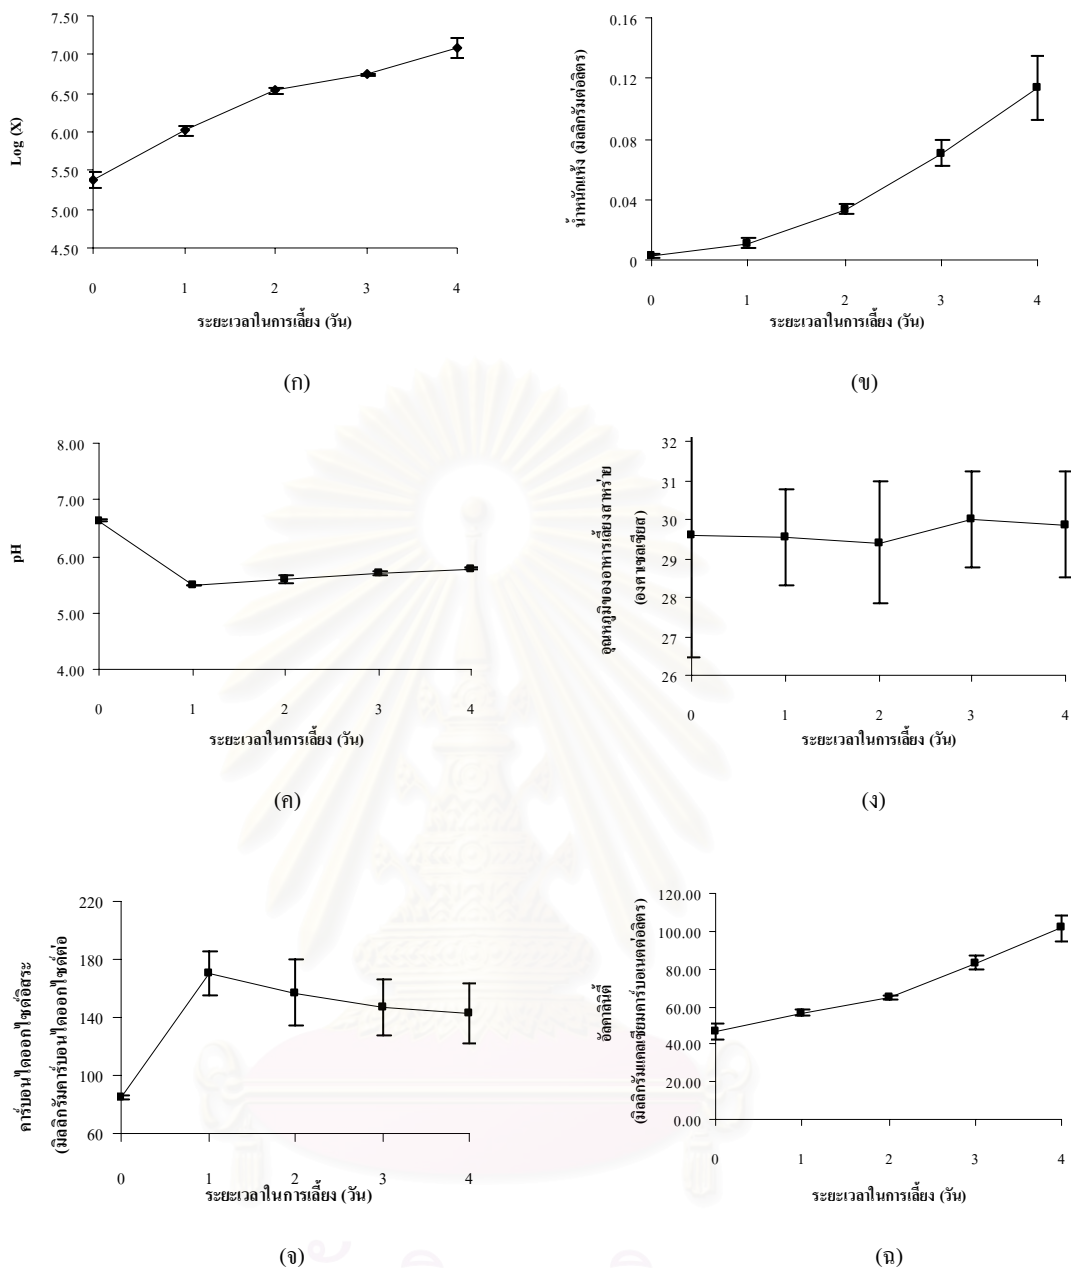 7.50
7.00
6.50
6.00
5.50
5.00
4.50
Log (X)
0 1 2 3 4
ระยะเวลาในการเลี้ยง (วัน)
(ก)
0.16
0.12
0.08
0.04
0
น้ำหนักแห้ง (มิลลิกรัมต่อลิตร)
0 1 2 3 4
ระยะเวลาในการเลี้ยง (วัน)
(ข)
8.00
7.00
6.00
5.00
4.00
pH
0 1 2 3 4
ระยะเวลาในการเลี้ยง (วัน)
(ค)
32
31
30
29
28
27
26
อุณหภูมิของอาหารเลี้ยงสาหร่าย
(องศาเซลเซียส)
0 1 2 3 4
ระยะเวลาในการเลี้ยง (วัน)
(ง)
220
180
140
100
60
คาร์บอนไดออกไซด์อิสระ
(มิลลิกรัมคาร์บอนไดออกไซด์ต่อ
0 1 2 3 4
ระยะเวลาในการเลี้ยง (วัน)
(จ)
120.00
100.00
80.00
60.00
40.00
20.00
0.00
อัลคาลินิตี
(มิลลิกรัมแคลเซียมคาร์บอเนตต่อลิตร)
0 1 2 3 4
ระยะเวลาในการเลี้ยง (วัน)
(ฉ)